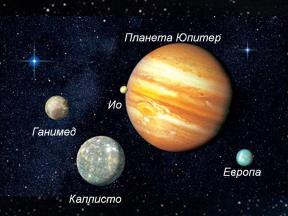 Планета Юпитер
Ио
Ганимед
Европа
Каллисто